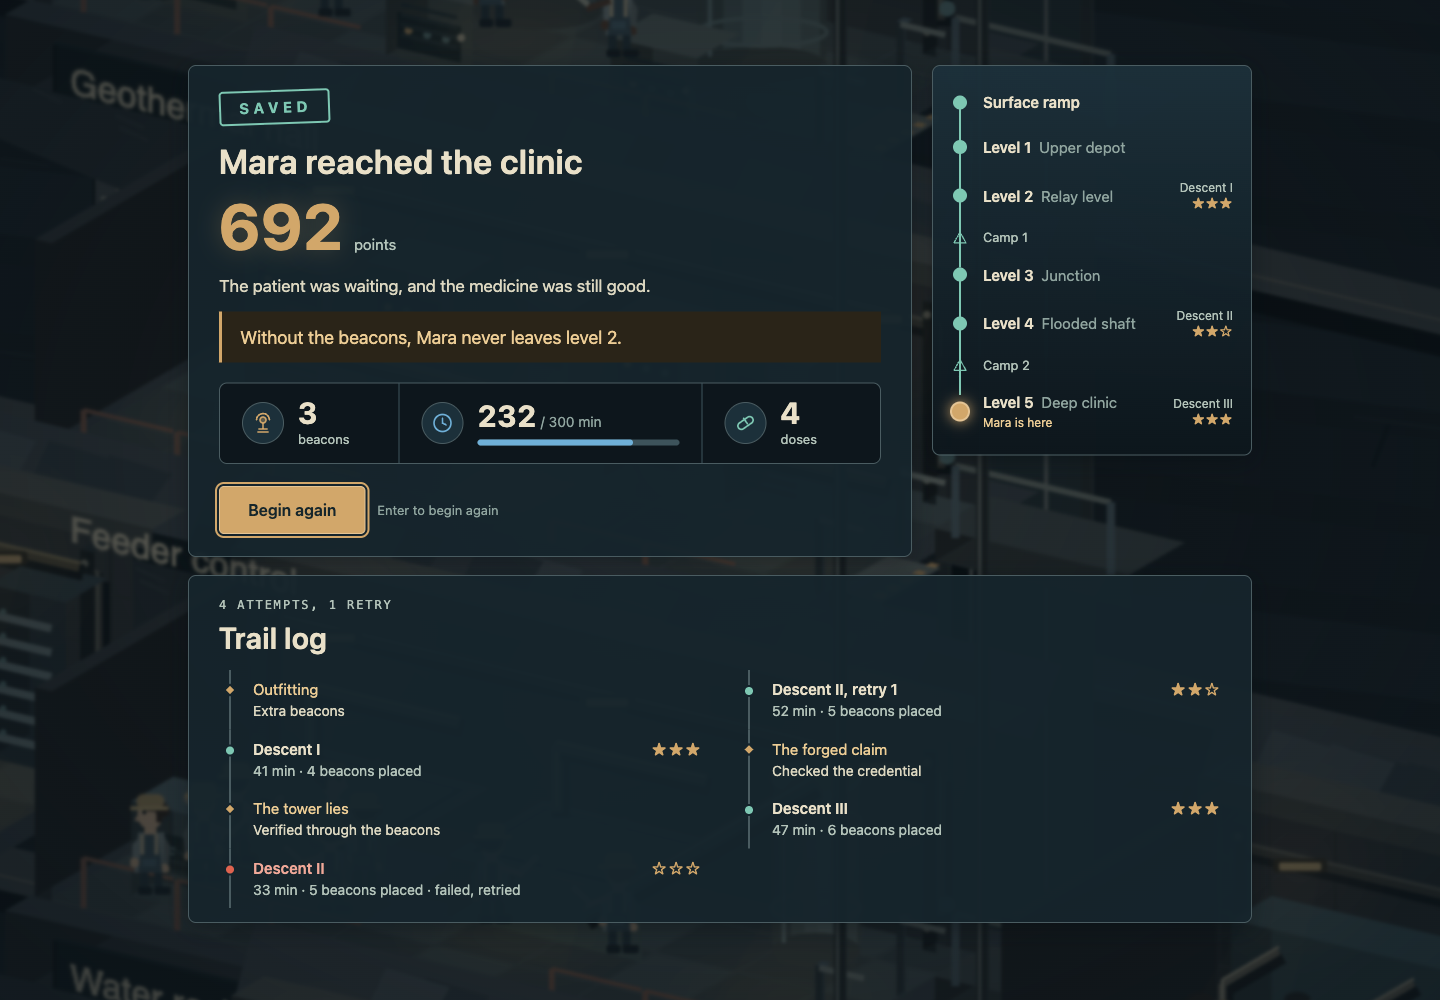 Geother
SAVED
Mara reached the clinic
692 points
The patient was waiting, and the medicine was still good.
Without the beacons, Mara never leaves level 2.
3
beacons
232 / 300 min
4
doses
Begin again
Enter to begin again
Surface ramp
Level 1 Upper depot
Level 2 Relay level
Descent I
Camp 1
Level 3 Junction
Level 4 Flooded shaft
Descent II
Camp 2
Level 5 Deep clinic
Mara is here
Descent III
Feeder control
4 ATTEMPTS, 1 RETRY
Trail log
Outfitting
Extra beacons
Descent I
41 min · 4 beacons placed
The tower lies
Verified through the beacons
Descent II
33 min · 5 beacons placed · failed, retried
Descent II, retry 1
52 min · 5 beacons placed
The forged claim
Checked the credential
Descent III
47 min · 6 beacons placed
Water